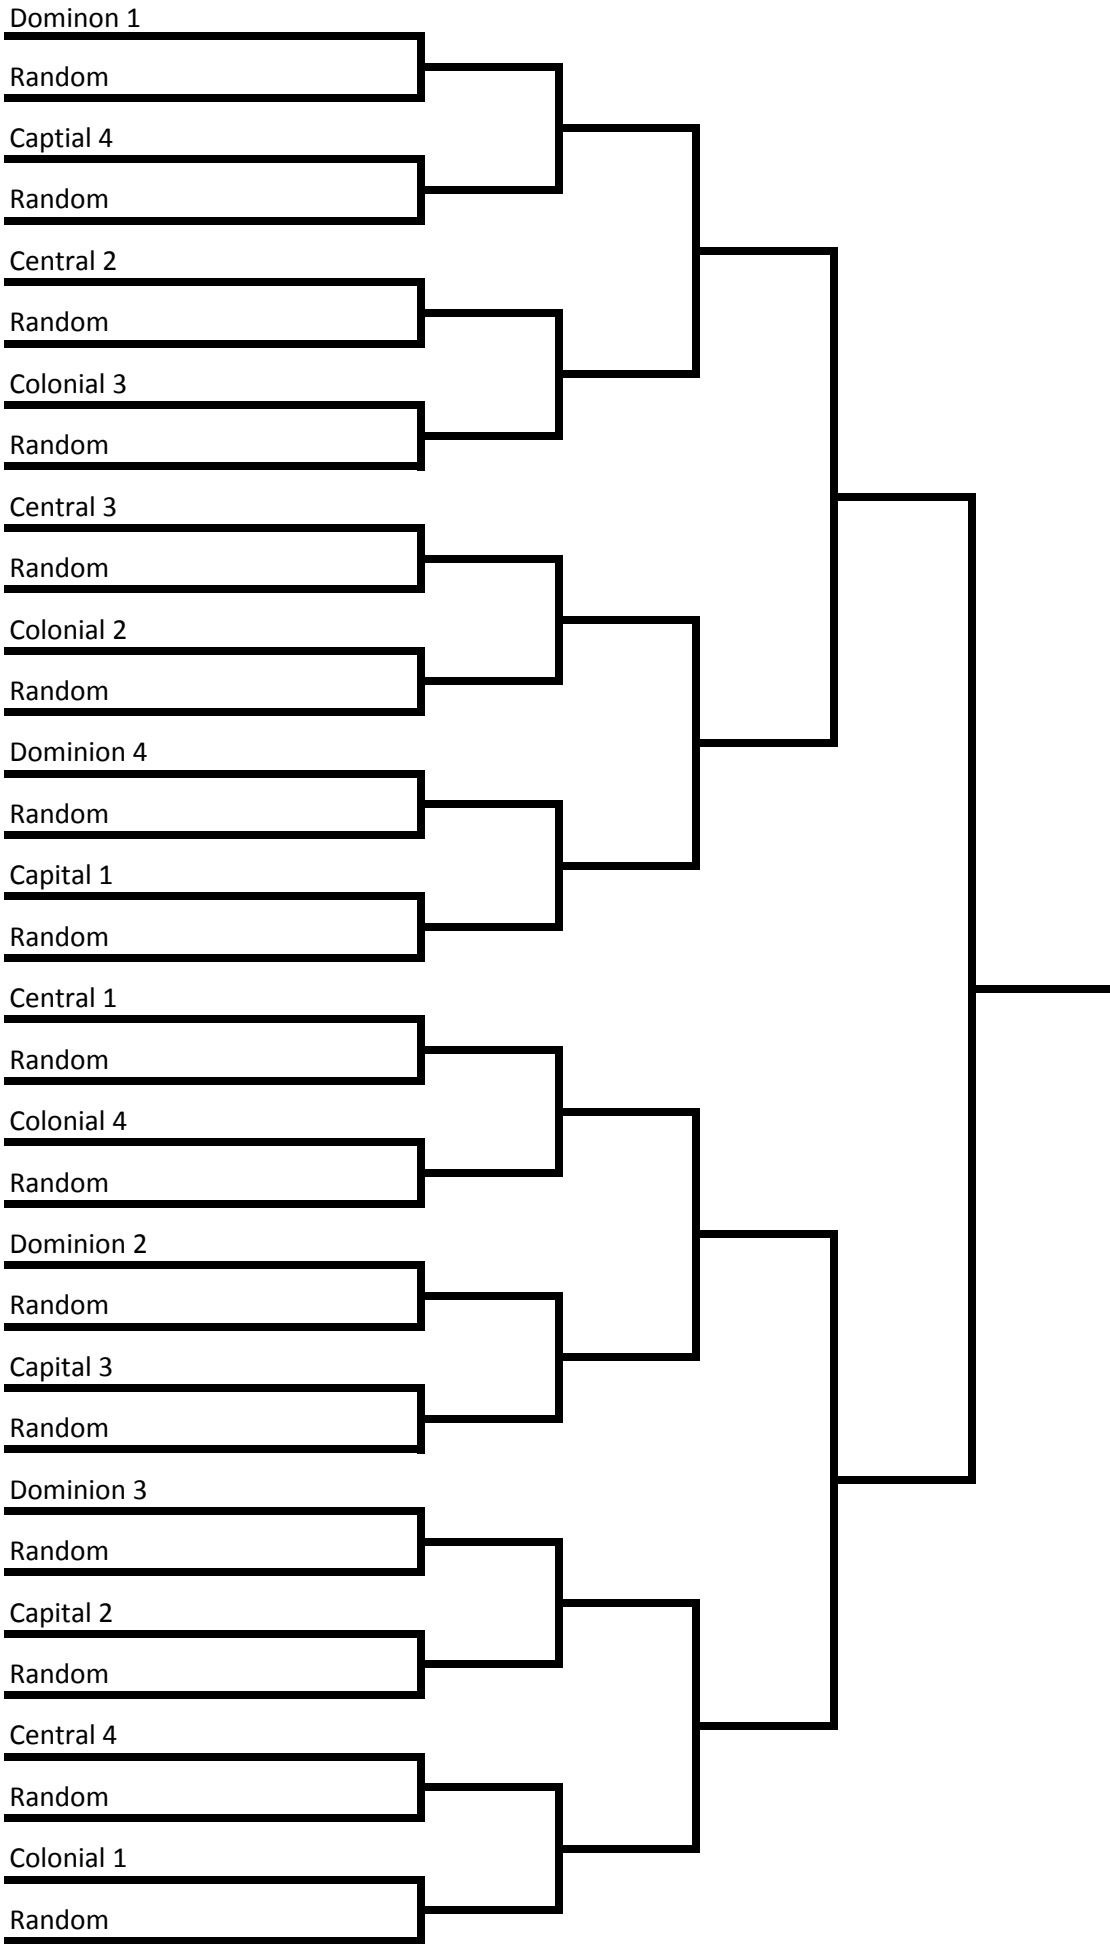 Dominon 1
Random
Captial 4
Random
Central 2
Random
Colonial 3
Random
Central 3
Random
Colonial 2
Random
Dominion 4
Random
Capital 1
Random
Central 1
Random
Colonial 4
Random
Dominion 2
Random
Capital 3
Random
Dominion 3
Random
Capital 2
Random
Central 4
Random
Colonial 1
Random